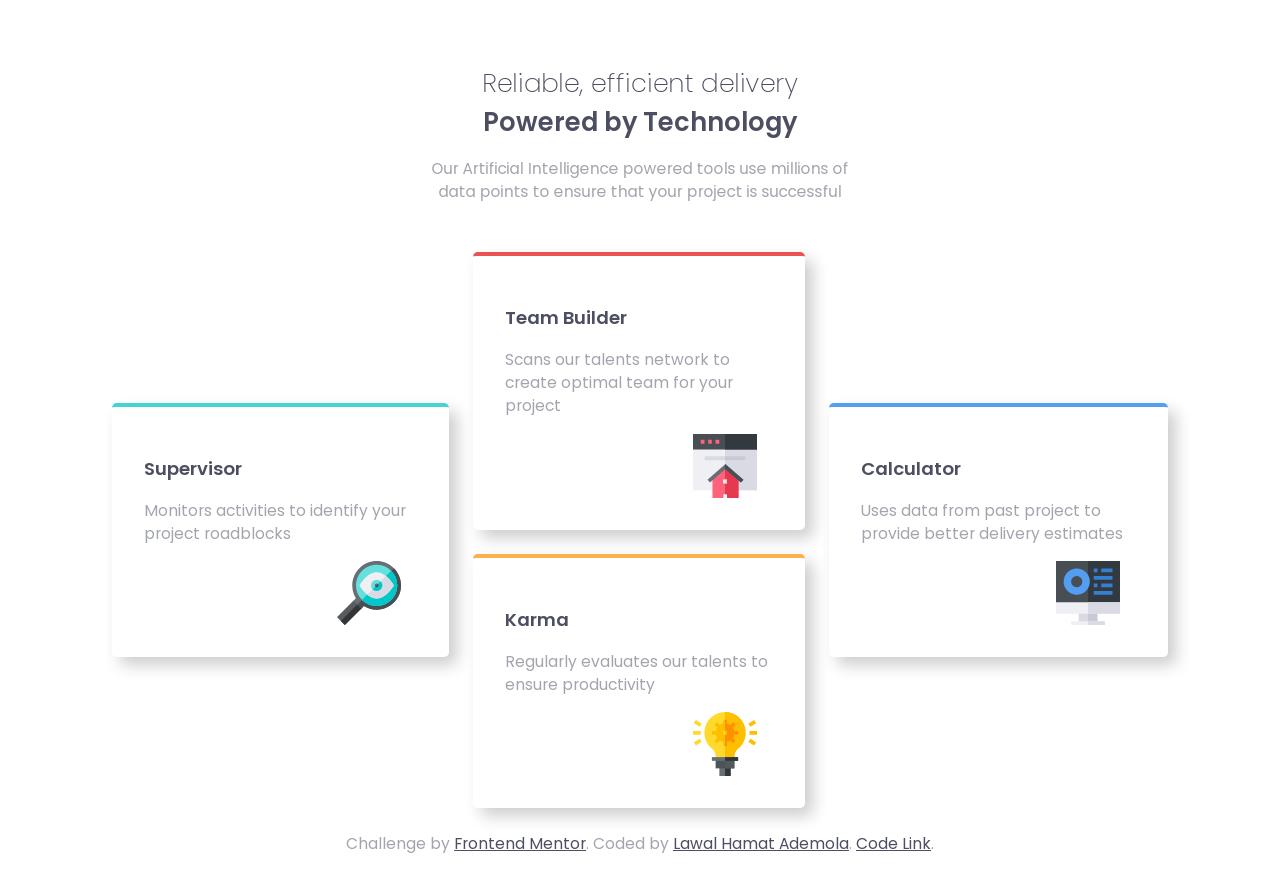 Reliable, efficient delivery
Powered by Technology
Our Artificial Intelligence powered tools use millions of
data points to ensure that your project is successful
Supervisor
Monitors activities to identify your
project roadblocks
Team Builder
Scans our talents network to
create optimal team for your
project
Karma
Regularly evaluates our talents to
ensure productivity
Calculator
Uses data from past project to
provide better delivery estimates
Challenge by Frontend Mentor. Coded by Lawal Hamat Ademola. Code Link.